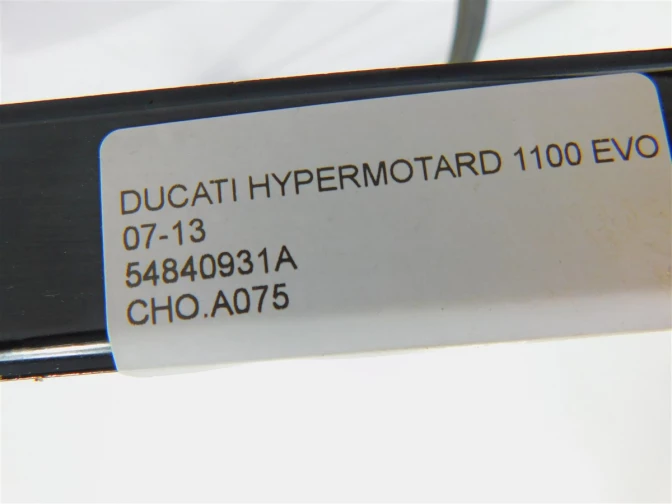 DUCATI HYPERMOTARD 1100 EVO
07-13
54840931A
CHO.A075